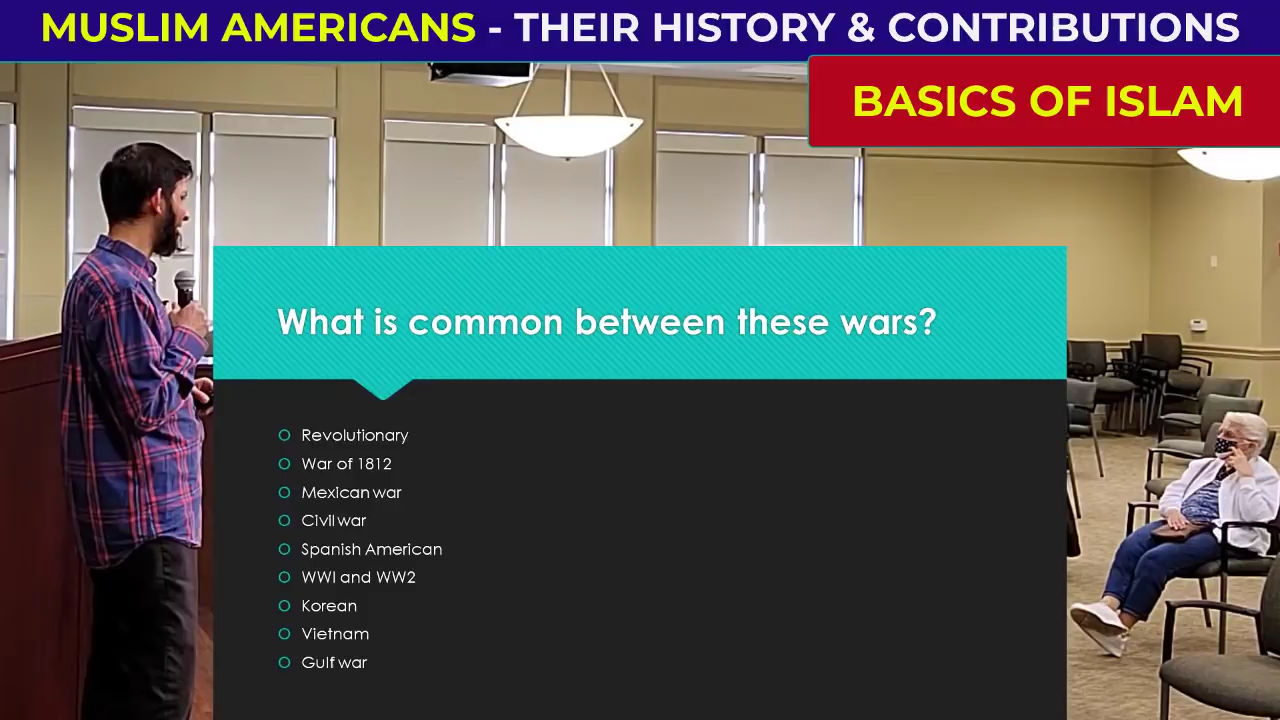 MUSLIM AMERICANS - THEIR HISTORY & CONTRIBUTIONS
BASICS OF ISLAM
What is common between these wars?
Revolutionary
War of 1812
Mexican war
Civil war
Spanish American
WWI and WW2
Korean
Vietnam
Gulf war